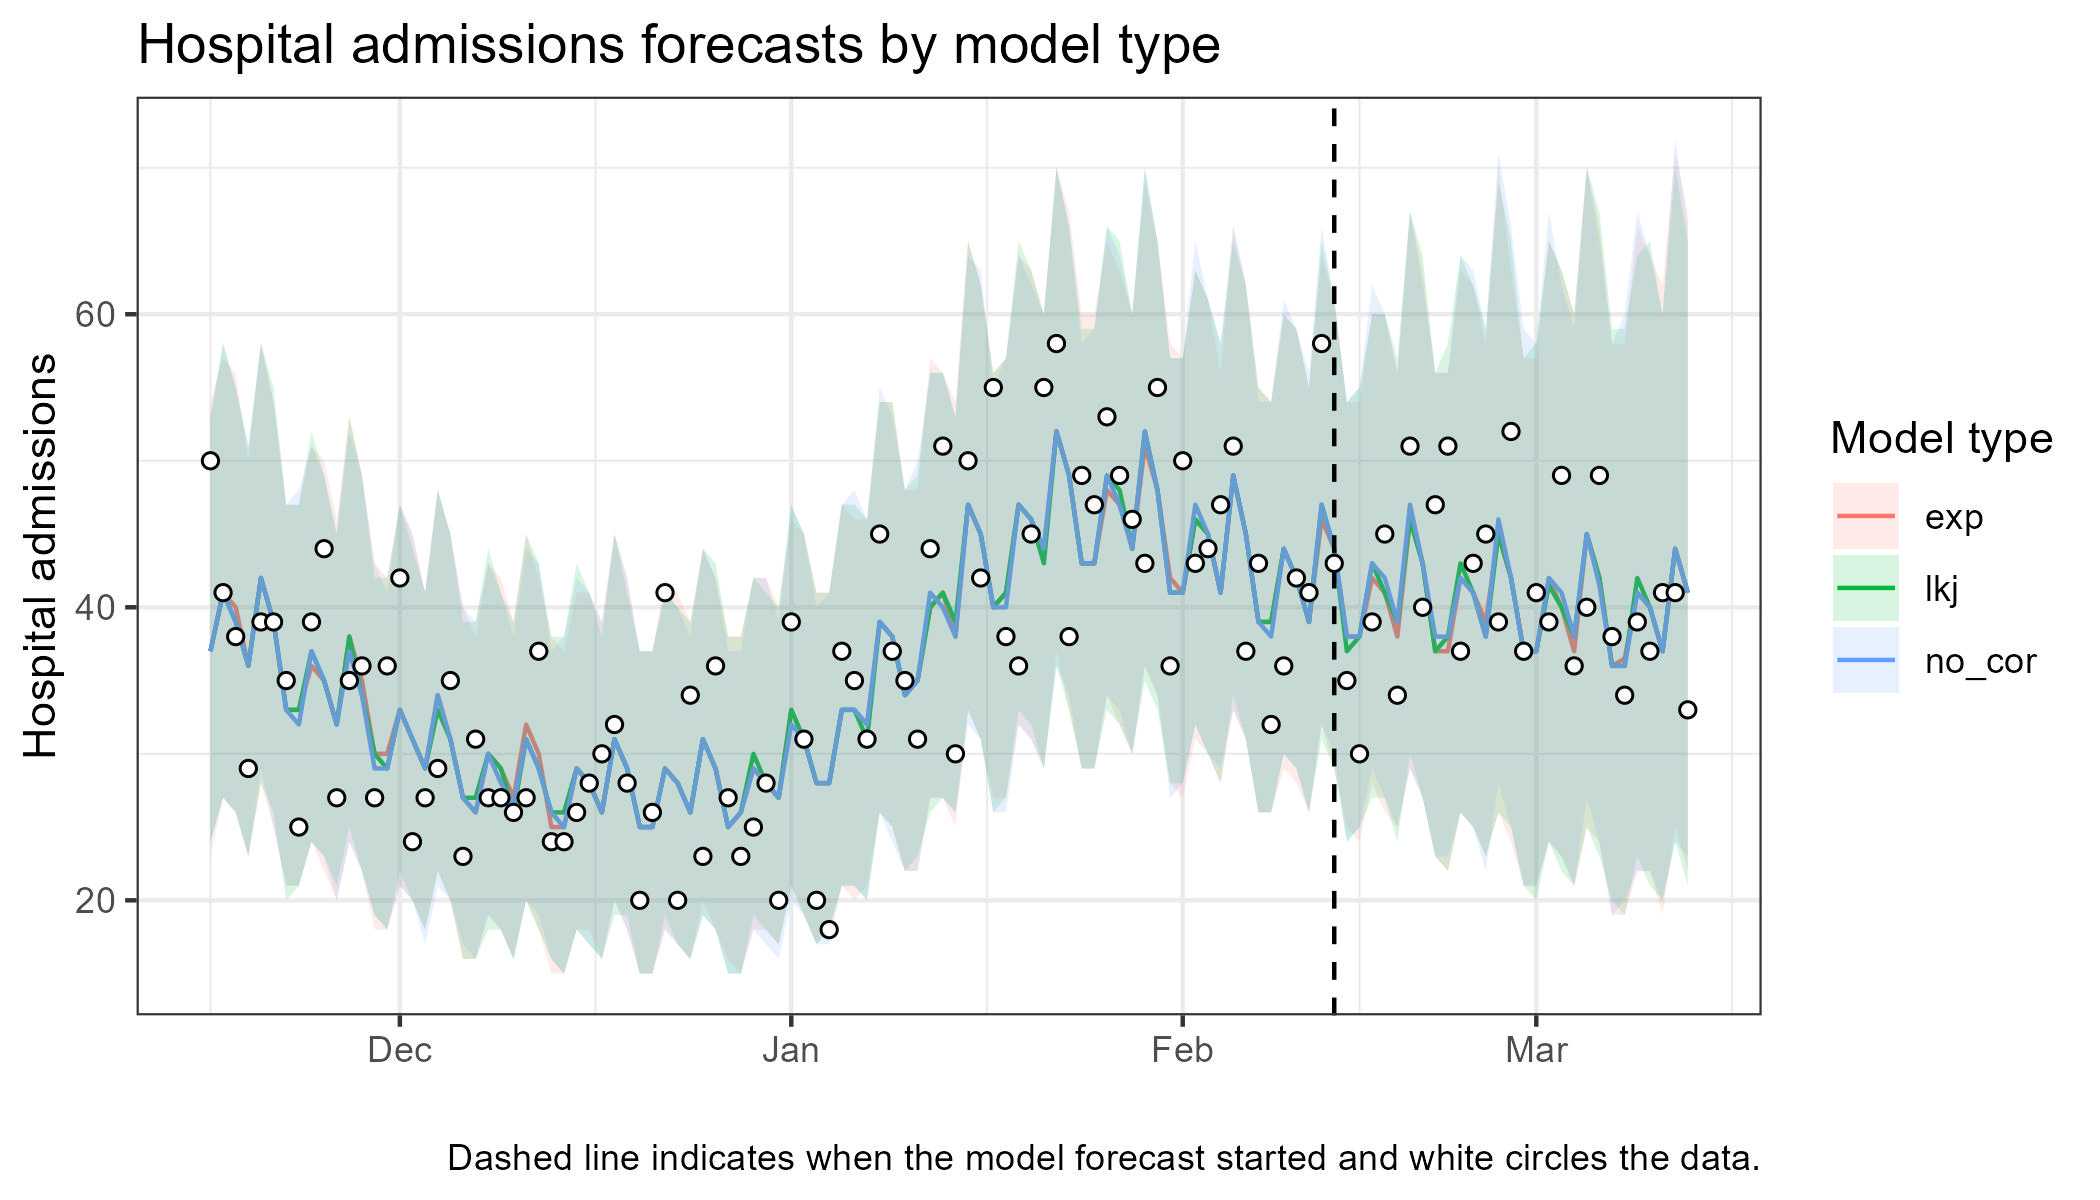 Hospital admissions forecasts by model type
Hospital admissions
60
40
20
Dec Jan Feb Mar
Model type
exp
lkj
no_cor
Dashed line indicates when the model forecast started and white circles the data.